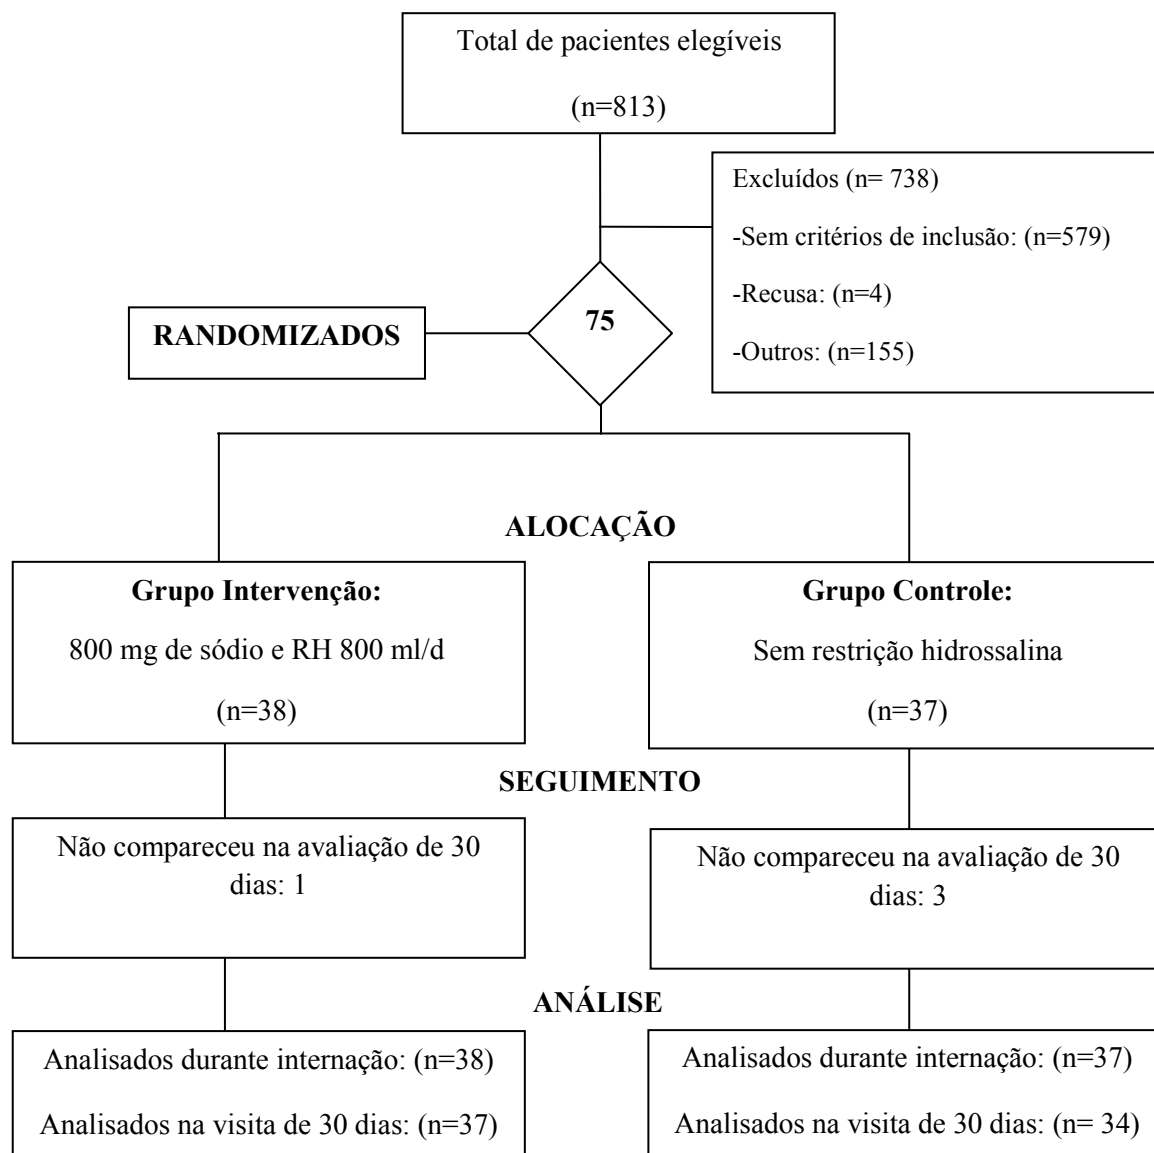 Total de pacientes elegíveis
(n=813)
Excluídos (n= 738)
-Sem critérios de inclusão: (n=579)
-Recusa: (n=4)
-Outros: (n=155)
RANDOMIZADOS
75
ALOCAÇÃO
Grupo Intervenção:
800 mg de sódio e RH 800 ml/d
(n=38)
Grupo Controle:
Sem restrição hidrossalina
(n=37)
SEGUIMENTO
Não compareceu na avaliação de 30
dias: 1
Não compareceu na avaliação de 30
dias: 3
ANÁLISE
Analisados durante internação: (n=38)
Analisados na visita de 30 dias: (n=37)
Analisados durante internação: (n=37)
Analisados na visita de 30 dias: (n= 34)